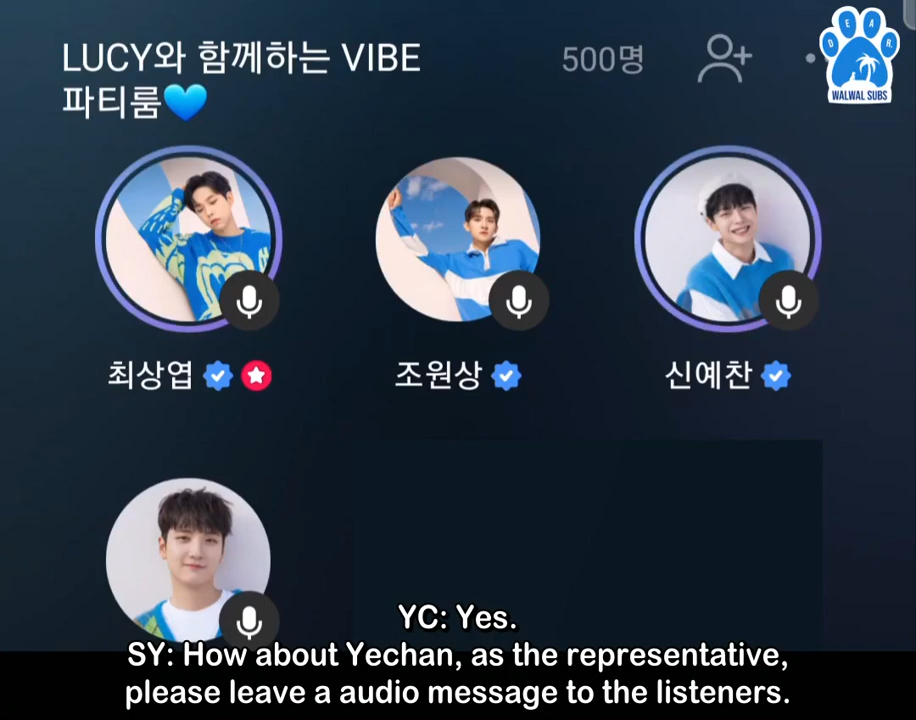 LUCY와 함께하는 VIBE
파티룸💙
500명
DEAR.
WALWAL SUBS
최상엽
조원상
신예찬
YC: Yes.
SY: How about Yechan, as the representative,
please leave a audio message to the listeners.